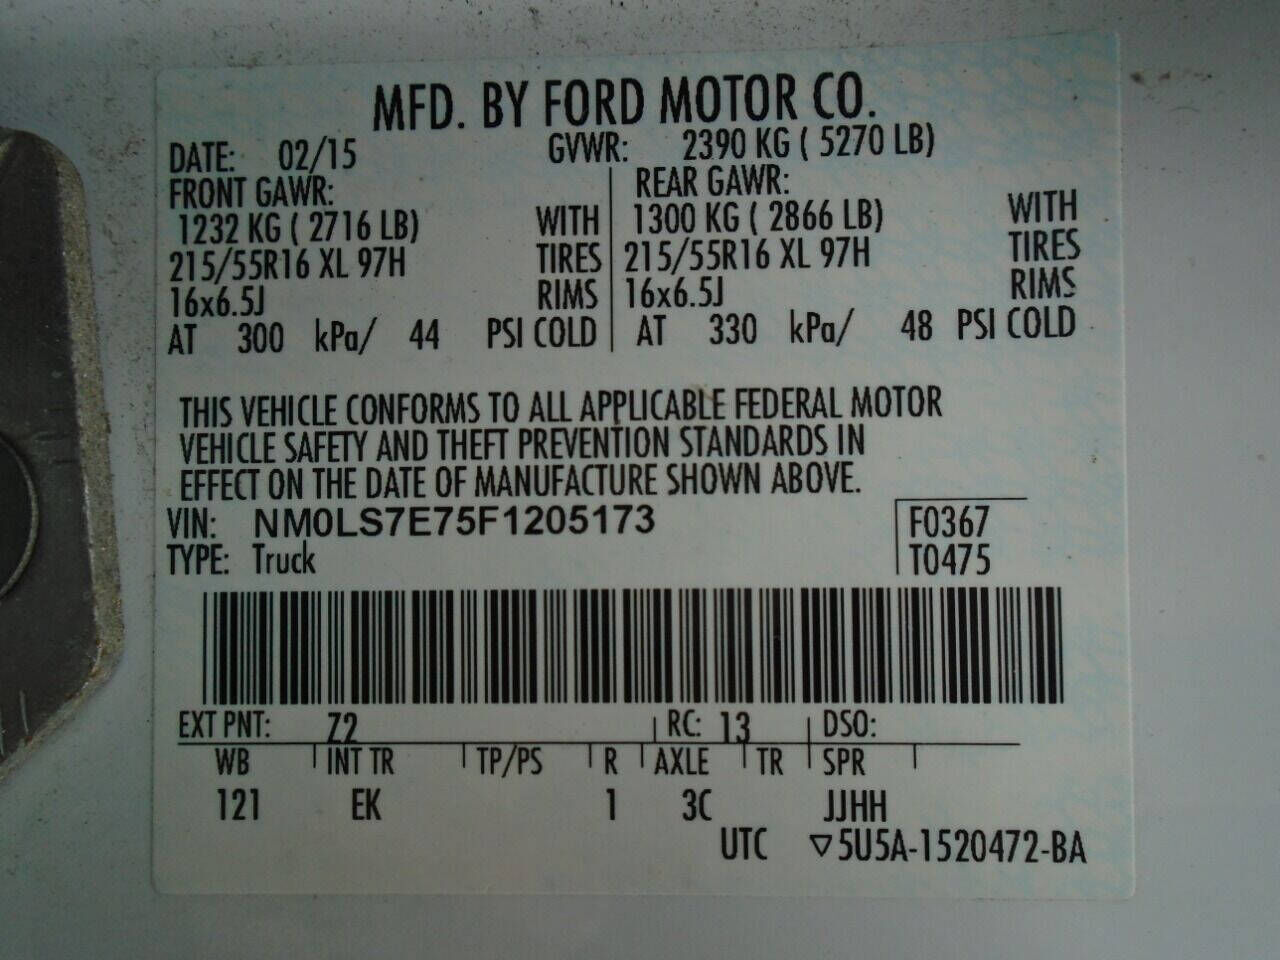 MFD. BY FORD MOTOR CO.
DATE: 02/15 GVWR: 2390 KG ( 5270 LB)
FRONT GAWR: REAR GAWR:
1232 KG ( 2716 LB) WITH 1300 KG ( 2866 LB) WITH
215/55R16 XL 97H TIRES 215/55R16 XL 97H TIRES
16x6.5J RIMS 16x6.5J RIMS
AT 300 kPa/ 44 PSI COLD AT 330 kPa/ 48 PSI COLD
THIS VEHICLE CONFORMS TO ALL APPLICABLE FEDERAL MOTOR
VEHICLE SAFETY AND THEFT PREVENTION STANDARDS IN
EFFECT ON THE DATE OF MANUFACTURE SHOWN ABOVE.
VIN: NM0LS7E75F1205173 F0367
TYPE: Truck T0475
EXT PNT: Z2 RC: 13 DSO:
WB INT TR TP/PS R AXLE TR SPR
121 EK 1 3C JJHH
UTC ▽5U5A-1520472-BA